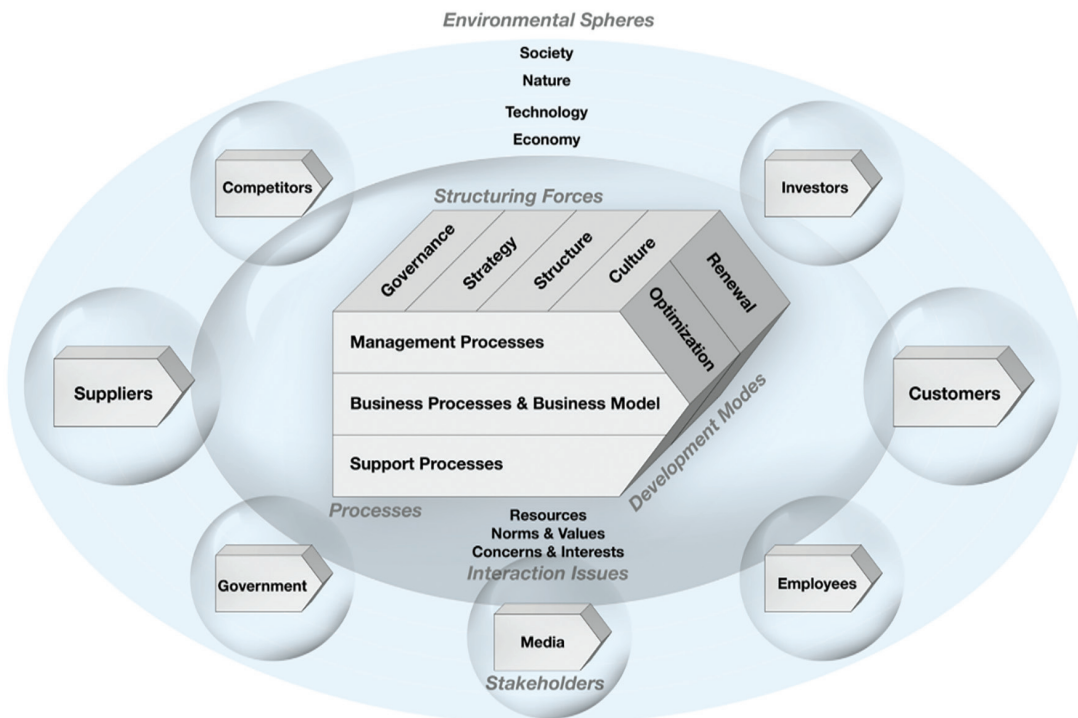 Environmental Spheres
Society
Nature
Technology
Economy
Competitors
Investors
Structuring Forces
Governance
Strategy
Structure
Culture
Renewal
Optimization
Management Processes
Business Processes & Business Model
Support Processes
Suppliers
Customers
Development Modes
Processes
Resources
Norms & Values
Concerns & Interests
Interaction Issues
Government
Employees
Media
Stakeholders